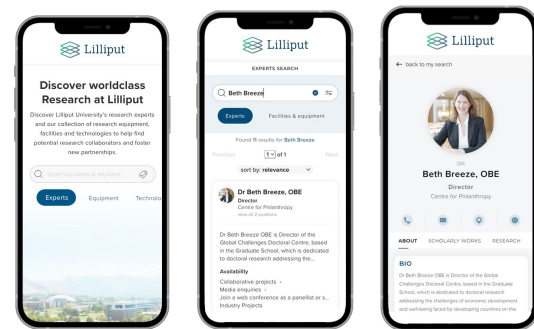 Lilliput
Discover worldclass
Research at Lilliput
Discover Lilliput University's research experts
and our collection of research equipment,
facilities and technologies to help find
potential research collaborators and foster
new partnerships.
Search by name or keyword
Experts Equipment Technolo
Lilliput
EXPERTS SEARCH
Beth Breeze
Experts Facilities & equipment
Found 11 results for Beth Breeze
Previous 1 of 1 Next
sort by: relevance
Dr Beth Breeze, OBE
Director
Centre for Philanthropy
view all 2 positions
Dr Beth Breeze OBE is Director of the
Global Challenges Doctoral Centre, based
in the Graduate School, which is dedicated
to doctoral research addressing the...
Availability
Collaborative projects
Media enquiries
Join a web conference as a panellist or s...
Industry Projects
Lilliput
← back to my search
DR
Beth Breeze, OBE
Director
Centre for Philanthropy
ABOUT SCHOLARLY WORKS RESEARCH
BIO
Dr Beth Breeze OBE is Director of the Global
Challenges Doctoral Centre, based in the Graduate
School, which is dedicated to doctoral research
addressing the challenges of economic development
and well-being faced by developing countries on the